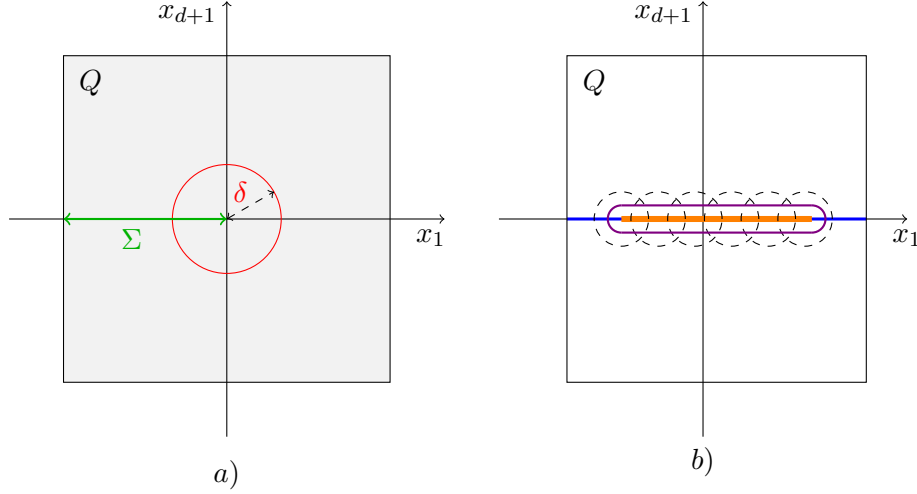 x_{d+1}
Q
δ
x_1
Σ
a)
x_{d+1}
Q
x_1
b)